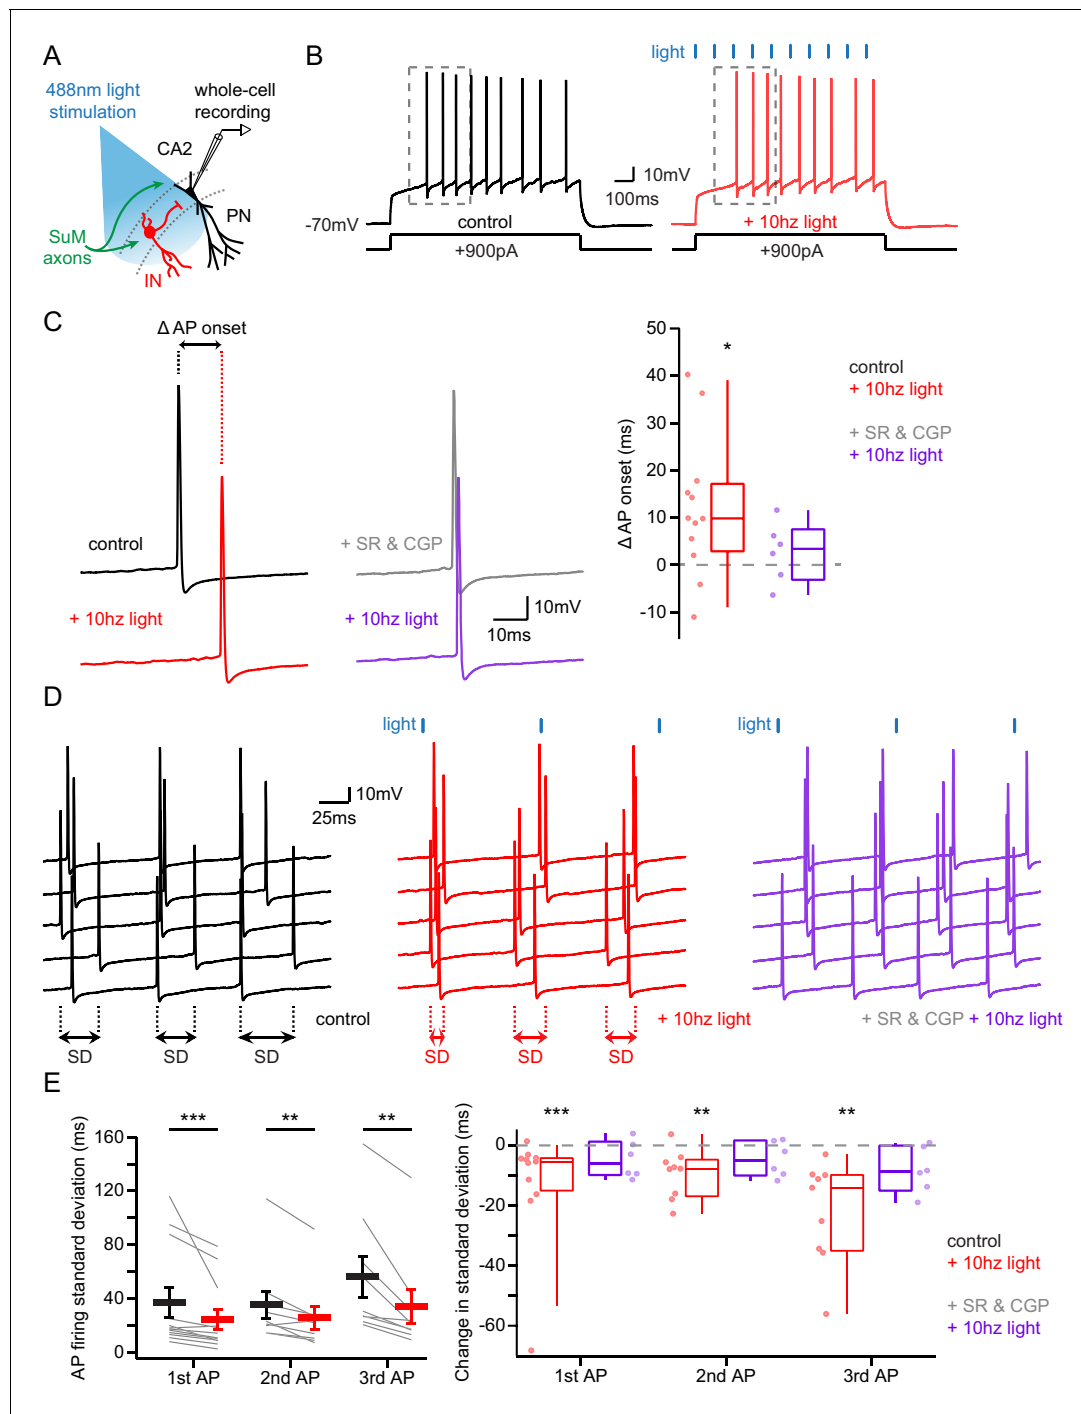 A
488nm light
stimulation
whole-cell
recording
CA2
PN
SuM
axons
IN
B
light
-70mV
control
+900pA
10mV
100ms
+ 10hz light
+900pA
C
Δ AP onset
control
+ 10hz light
+ SR & CGP
+ 10hz light
10mV
10ms
Δ AP onset (ms)
50
40
30
20
10
0
-10
*
control
+ 10hz light
+ SR & CGP
+ 10hz light
D
light
light
10mV
25ms
SD
SD
SD
control
SD
SD
SD
+ 10hz light
+ SR & CGP + 10hz light
E
AP firing standard deviation (ms)
160
120
80
40
0
***
**
**
1st AP
2nd AP
3rd AP
Change in standard deviation (ms)
0
-20
-40
-60
***
**
**
1st AP
2nd AP
3rd AP
control
+ 10hz light
+ SR & CGP
+ 10hz light